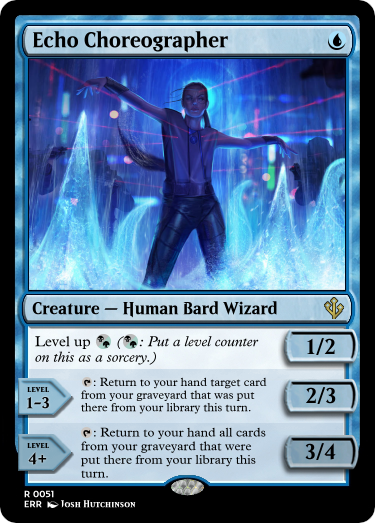 Echo Choreographer
Creature — Human Bard Wizard
Level up (: Put a level counter
on this as a sorcery.)
1/2
LEVEL
1-3
: Return to your hand target card
from your graveyard that was put
there from your library this turn.
2/3
LEVEL
4+
: Return to your hand all cards
from your graveyard that were
put there from your library this
turn.
3/4
R 0051
ERR Josh Hutchinson